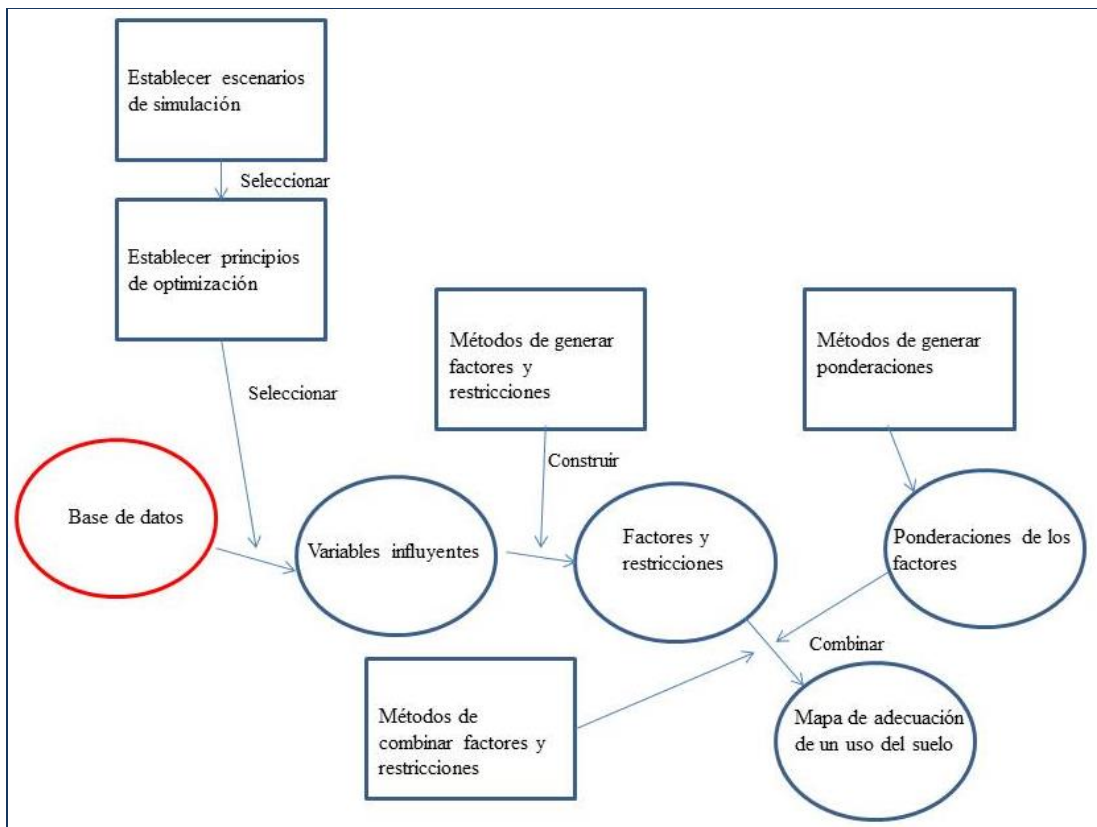 Establecer escenarios
de simulación
Seleccionar
Establecer principios
de optimización
Seleccionar
Métodos de generar
factores y
restricciones
Métodos de generar
ponderaciones
Construir
Base de datos
Variables influyentes
Factores y
restricciones
Ponderaciones de los
factores
Combinar
Métodos de
combinar factores y
restricciones
Mapa de adecuación
de un uso del suelo